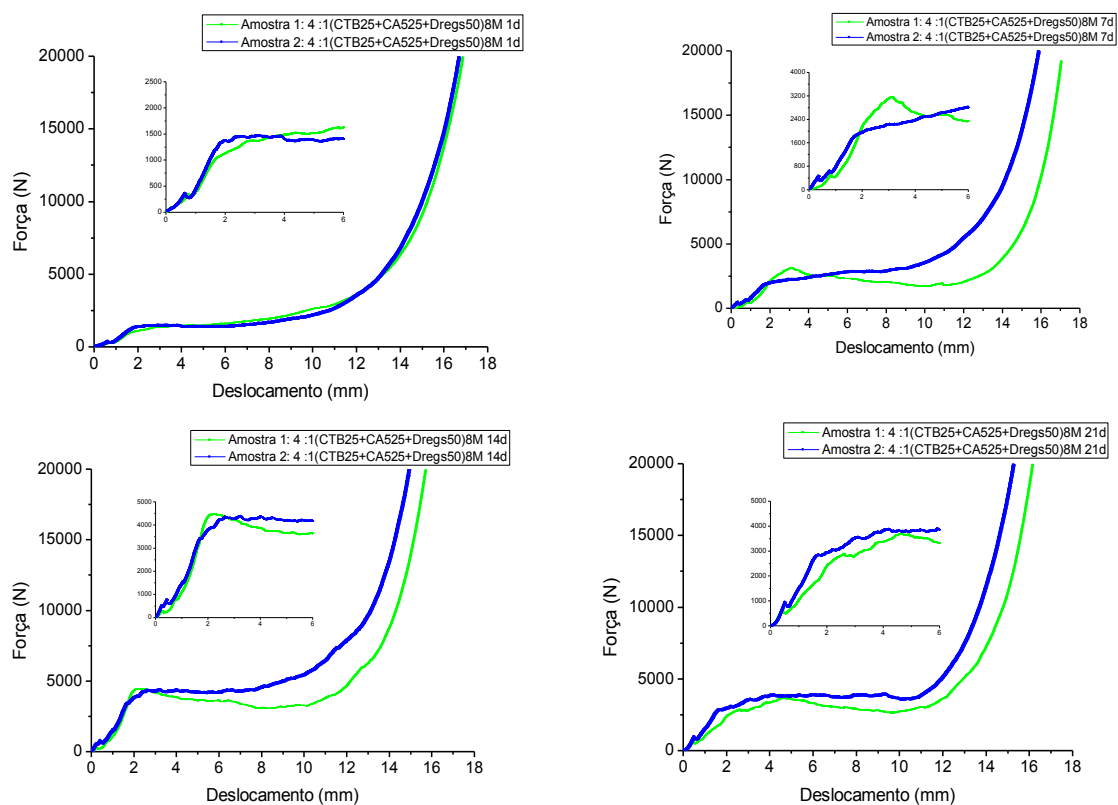 Amostra 1: 4 :1(CTB25+CA525+Dregs50)8M 1d
Amostra 2: 4 :1(CTB25+CA525+Dregs50)8M 1d
20000
15000
10000
5000
0
Força (N)
2500
2000
1500
1000
500
0
0 2 4 6
0 2 4 6 8 10 12 14 16 18
Deslocamento (mm)
Amostra 1: 4 :1(CTB25+CA525+Dregs50)8M 7d
Amostra 2: 4 :1(CTB25+CA525+Dregs50)8M 7d
20000
15000
10000
5000
0
Força (N)
4000
3200
2400
1600
800
0
0 2 4 6
0 2 4 6 8 10 12 14 16 18
Deslocamento (mm)
Amostra 1: 4 :1(CTB25+CA525+Dregs50)8M 14d
Amostra 2: 4 :1(CTB25+CA525+Dregs50)8M 14d
20000
15000
10000
5000
0
Força (N)
5000
4000
3000
2000
1000
0
0 2 4 6
0 2 4 6 8 10 12 14 16 18
Deslocamento (mm)
Amostra 1: 4 :1(CTB25+CA525+Dregs50)8M 21d
Amostra 2: 4 :1(CTB25+CA525+Dregs50)8M 21d
20000
15000
10000
5000
0
Força (N)
5000
4000
3000
2000
1000
0
0 2 4 6
0 2 4 6 8 10 12 14 16 18
Deslocamento (mm)